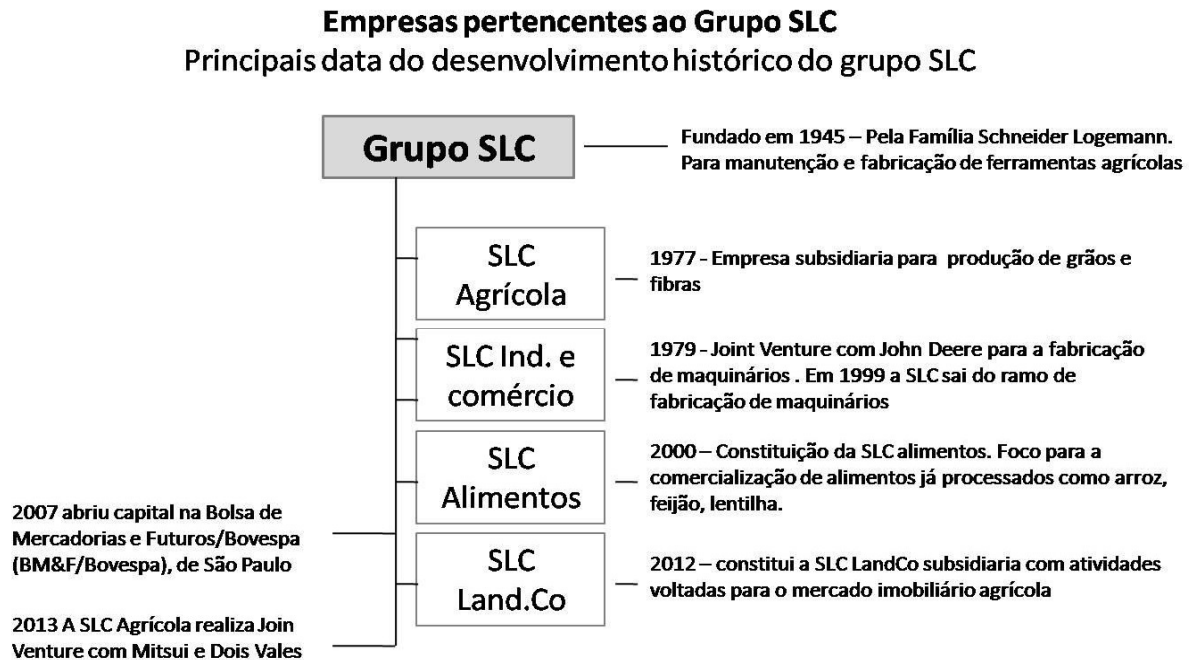 Empresas pertencentes ao Grupo SLC
Principais data do desenvolvimento histórico do grupo SLC
Grupo SLC
Fundado em 1945 – Pela Família Schneider Logemann.
Para manutenção e fabricação de ferramentas agrícolas
SLC
Agrícola
1977 - Empresa subsidiaria para produção de grãos e
fibras
SLC Ind. e
comércio
1979 - Joint Venture com John Deere para a fabricação
de maquinários . Em 1999 a SLC sai do ramo de
fabricação de maquinários
SLC
Alimentos
2000 – Constituição da SLC alimentos. Foco para a
comercialização de alimentos já processados como arroz,
feijão, lentilha.
2007 abriu capital na Bolsa de
Mercadorias e Futuros/Bovespa
(BM&F/Bovespa), de São Paulo
SLC
Land.Co
2012 – constitui a SLC LandCo subsidiaria com atividades
voltadas para o mercado imobiliário agrícola
2013 A SLC Agrícola realiza Join
Venture com Mitsui e Dois Vales